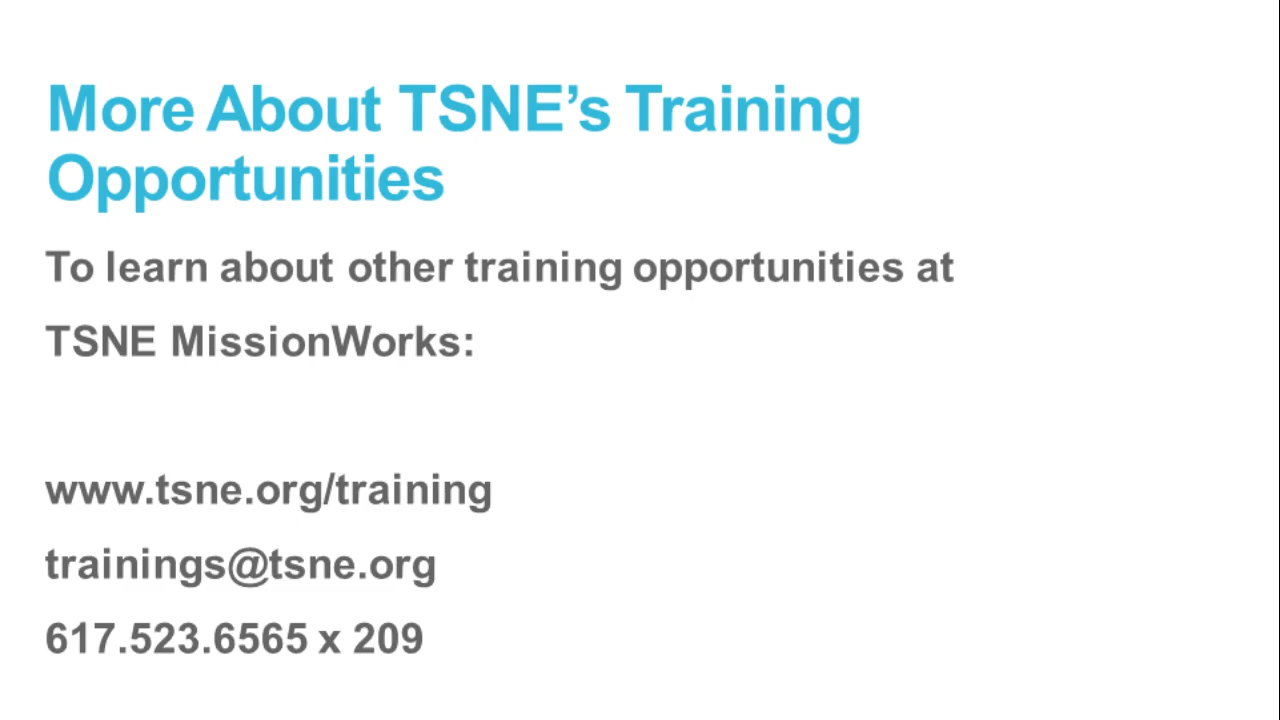 More About TSNE’s Training
Opportunities
To learn about other training opportunities at
TSNE MissionWorks:
www.tsne.org/training
trainings@tsne.org
617.523.6565 x 209